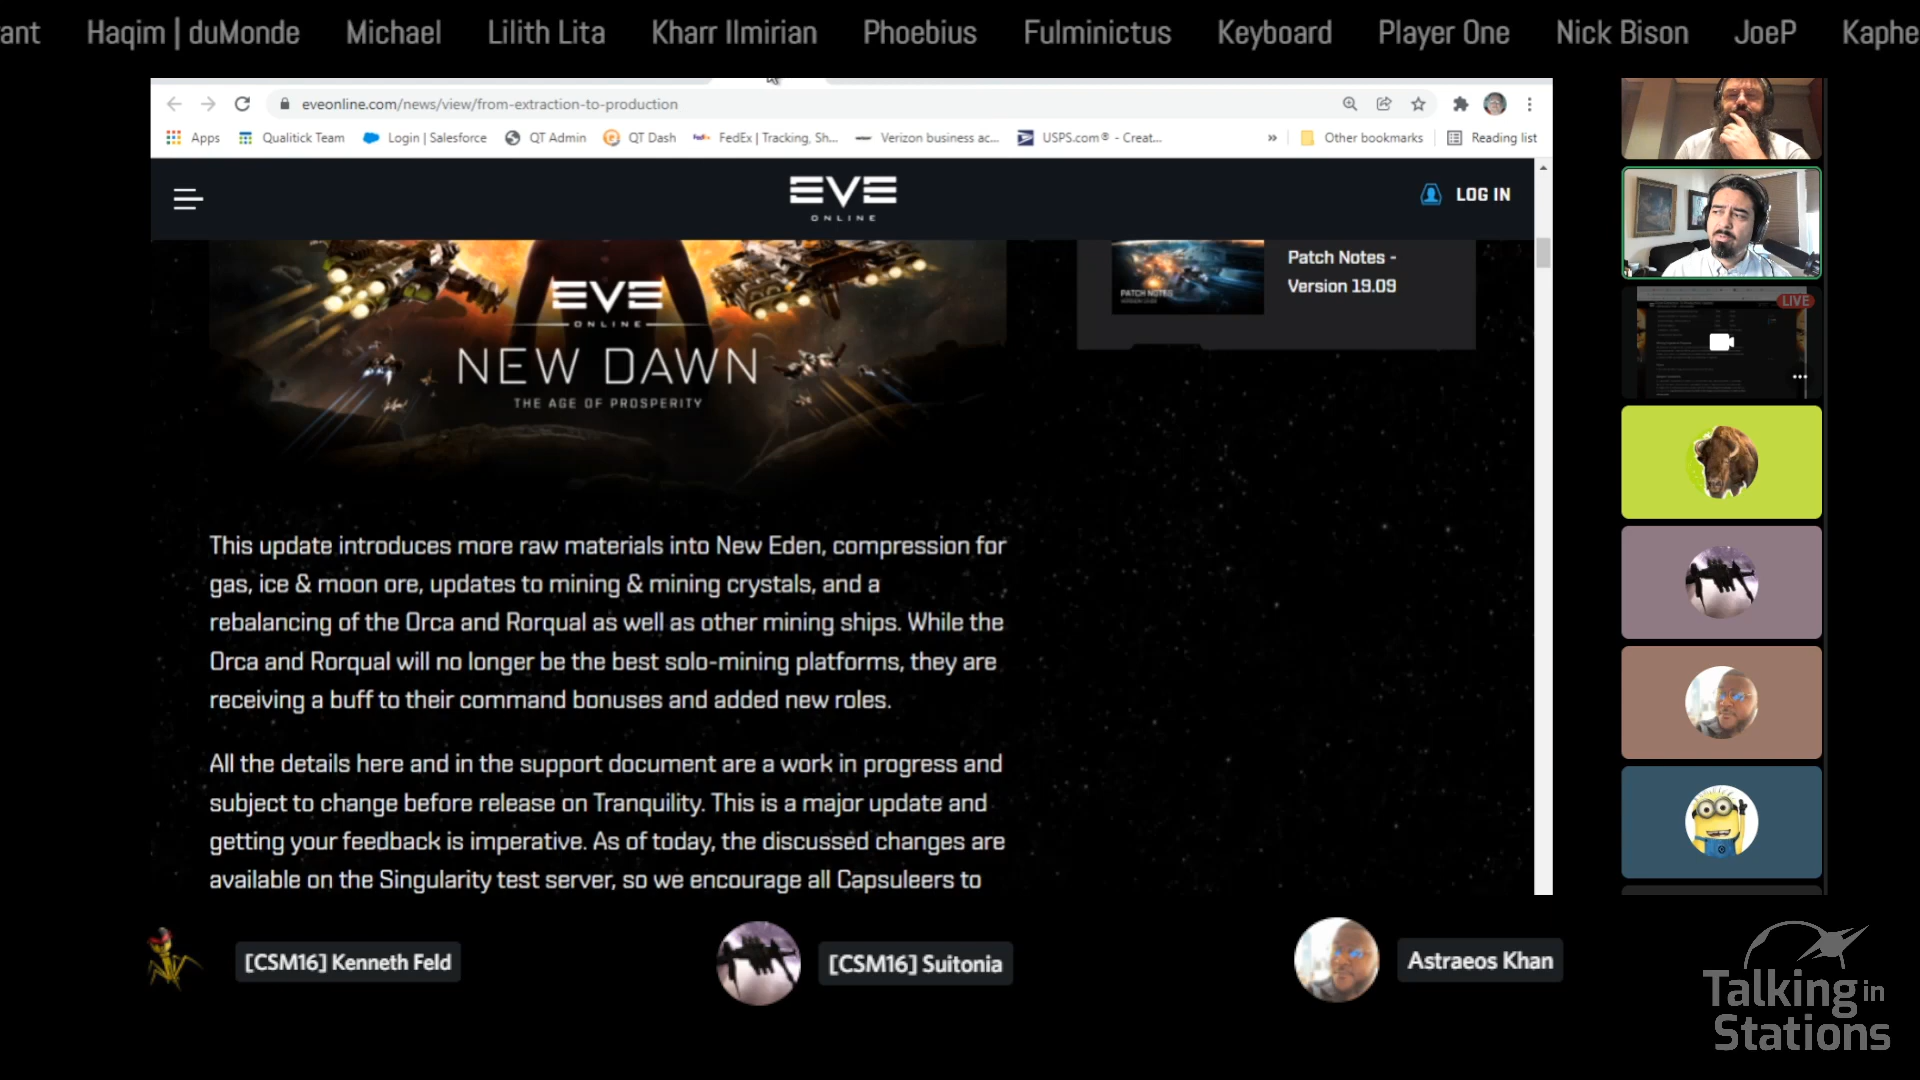 ant Haqim | duMonde Michael Lilith Lita Kharr Ilmirian Phoebius Fulminictus Keyboard Player One Nick Bison JoeP Kaphe
eveonline.com/news/view/from-extraction-to-production
Apps Qualitick Team Login | Salesforce QT Admin QT Dash FedEx | Tracking, Sh... Verizon business ac... USPS.com® - Creat... » Other bookmarks Reading list
EVE
ONLINE
LOG IN
Patch Notes -
Version 19.09
PATCH NOTES
EVE
ONLINE
NEW DAWN
THE AGE OF PROSPERITY
LIVE
This update introduces more raw materials into New Eden, compression for
gas, ice & moon ore, updates to mining & mining crystals, and a
rebalancing of the Orca and Rorqual as well as other mining ships. While the
Orca and Rorqual will no longer be the best solo-mining platforms, they are
receiving a buff to their command bonuses and added new roles.
All the details here and in the support document are a work in progress and
subject to change before release on Tranquility. This is a major update and
getting your feedback is imperative. As of today, the discussed changes are
available on the Singularity test server, so we encourage all Capsuleers to
[CSM16] Kenneth Feld
[CSM16] Suitonia
Astraeos Khan
Talking in
Stations